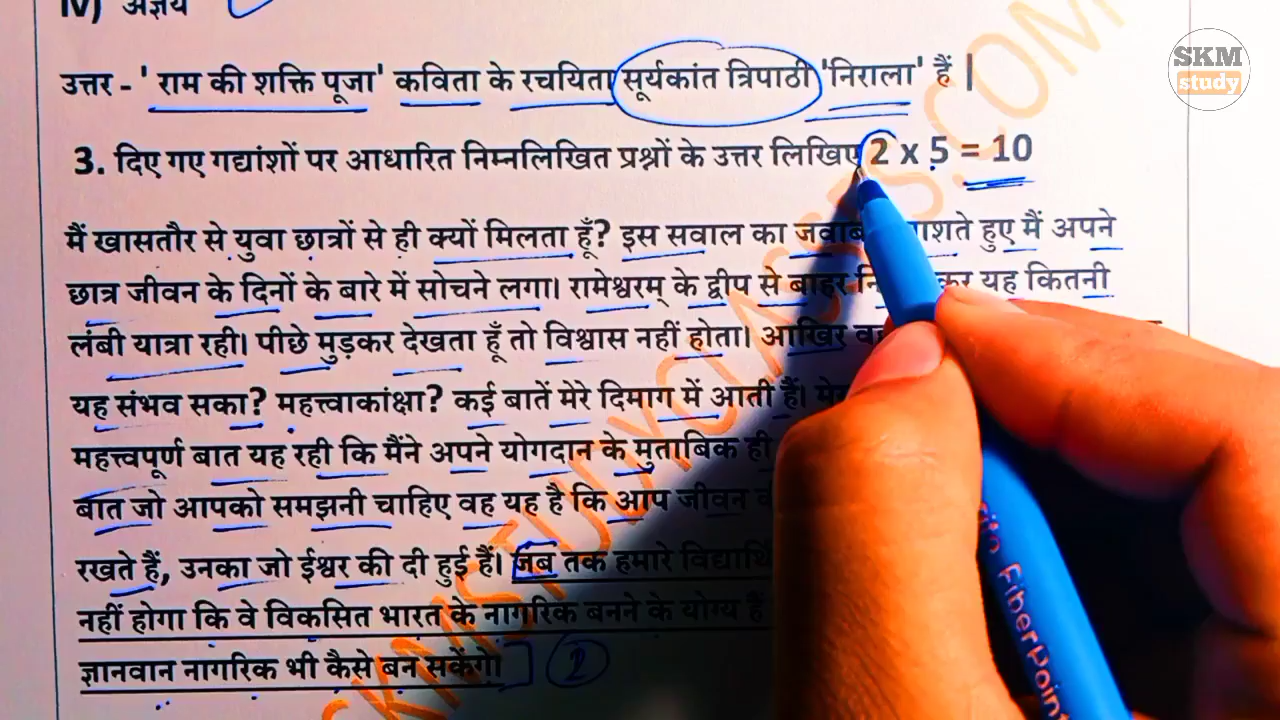 iv) अज्ञेय
SKM
study
उत्तर - ' राम की शक्ति पूजा' कविता के रचयिता सूर्यकांत त्रिपाठी 'निराला' हैं |
3. दिए गए गद्यांशों पर आधारित निम्नलिखित प्रश्नों के उत्तर लिखिए 2 x 5 = 10
मैं खासतौर से युवा छात्रों से ही क्यों मिलता हूँ? इस सवाल का जवाब हुए मैं अपने
छात्र जीवन के दिनों के बारे में सोचने लगा। रामेश्वरम् के द्वीप से बाहर यह कितनी
लंबी यात्रा रही। पीछे मुड़कर देखता हूँ तो विश्वास नहीं होता। आखिर
यह संभव सका? महत्त्वाकांक्षा? कई बातें मेरे दिमाग में आती हैं।
महत्त्वपूर्ण बात यह रही कि मैंने अपने योगदान के मुताबिक ही
बात जो आपको समझनी चाहिए वह यह है कि आप जीवन
रखते हैं, उनका जो ईश्वर की दी हुई हैं। जब तक हमारे
नहीं होगा कि वे विकसित भारत के नागरिक बनने के योग्य
ज्ञानवान नागरिक भी कैसे बन सकेंगे। 2